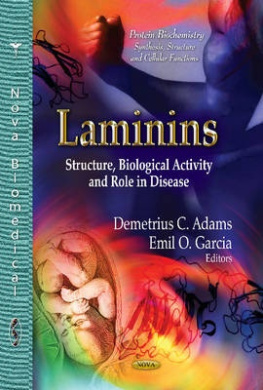 Protein Biochemistry
Synthesis, Structure
and Cellular Functions
Laminins
Structure, Biological Activity
and Role in Disease
Demetrius C. Adams
Emil O. Garcia
Editors
NOVA
Nova Biomedical